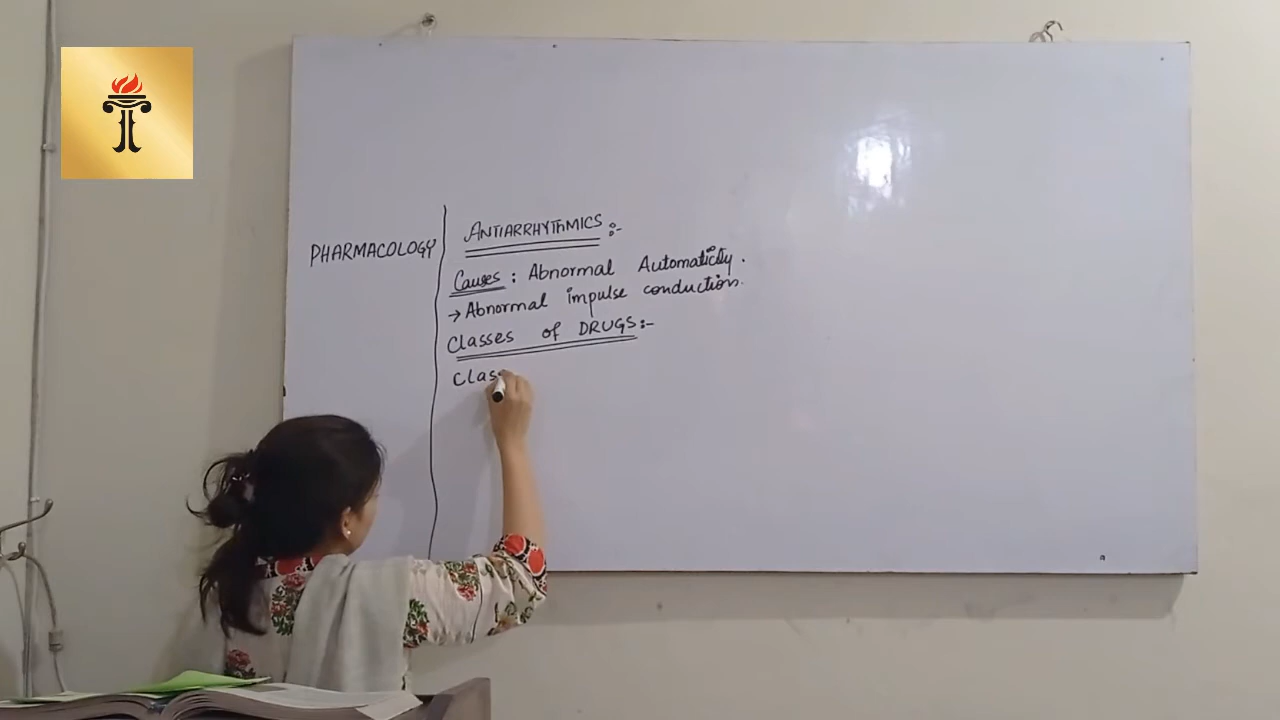 PHARMACOLOGY
ANTIARRHYTHMICS :-
Causes : Abnormal Automaticity.
→ Abnormal impulse conduction.
Classes of DRUGS:-
Clas